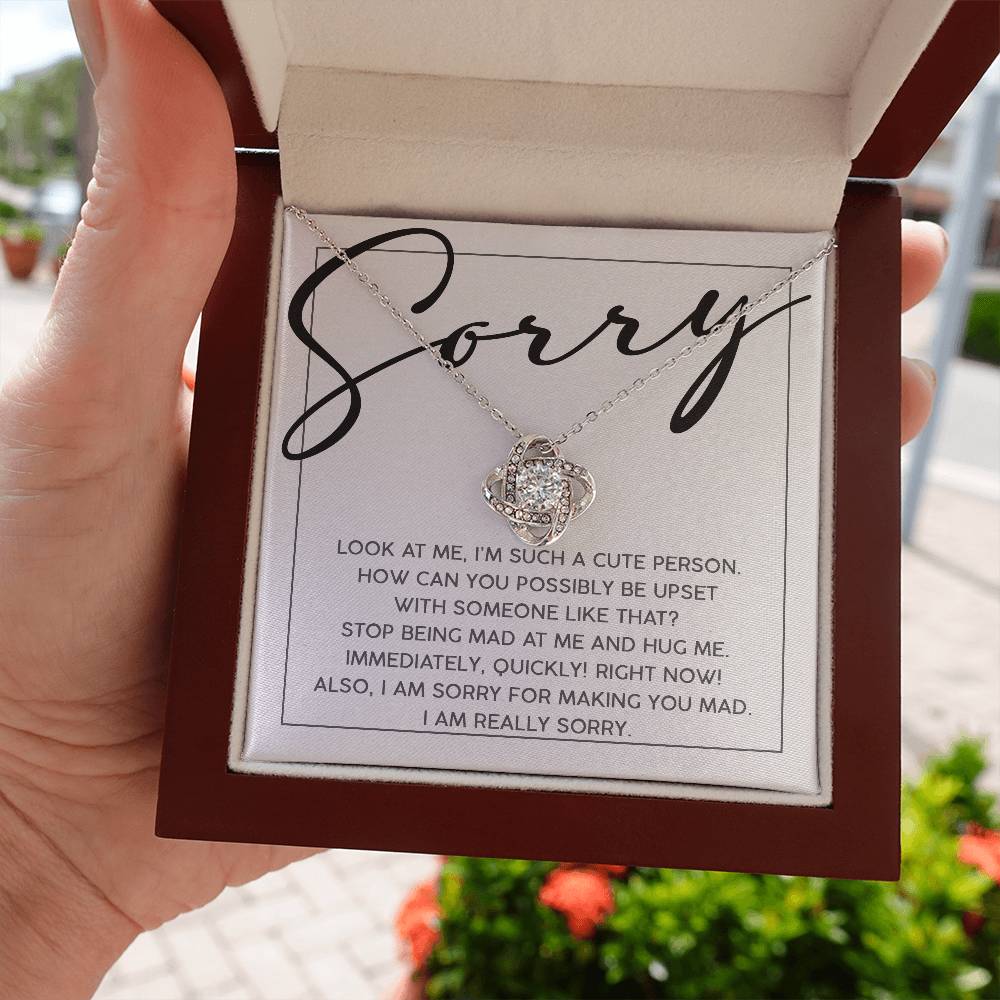 Sorry
LOOK AT ME, I'M SUCH A CUTE PERSON.
HOW CAN YOU POSSIBLY BE UPSET
WITH SOMEONE LIKE THAT?
STOP BEING MAD AT ME AND HUG ME.
IMMEDIATELY, QUICKLY! RIGHT NOW!
ALSO, I AM SORRY FOR MAKING YOU MAD.
I AM REALLY SORRY.